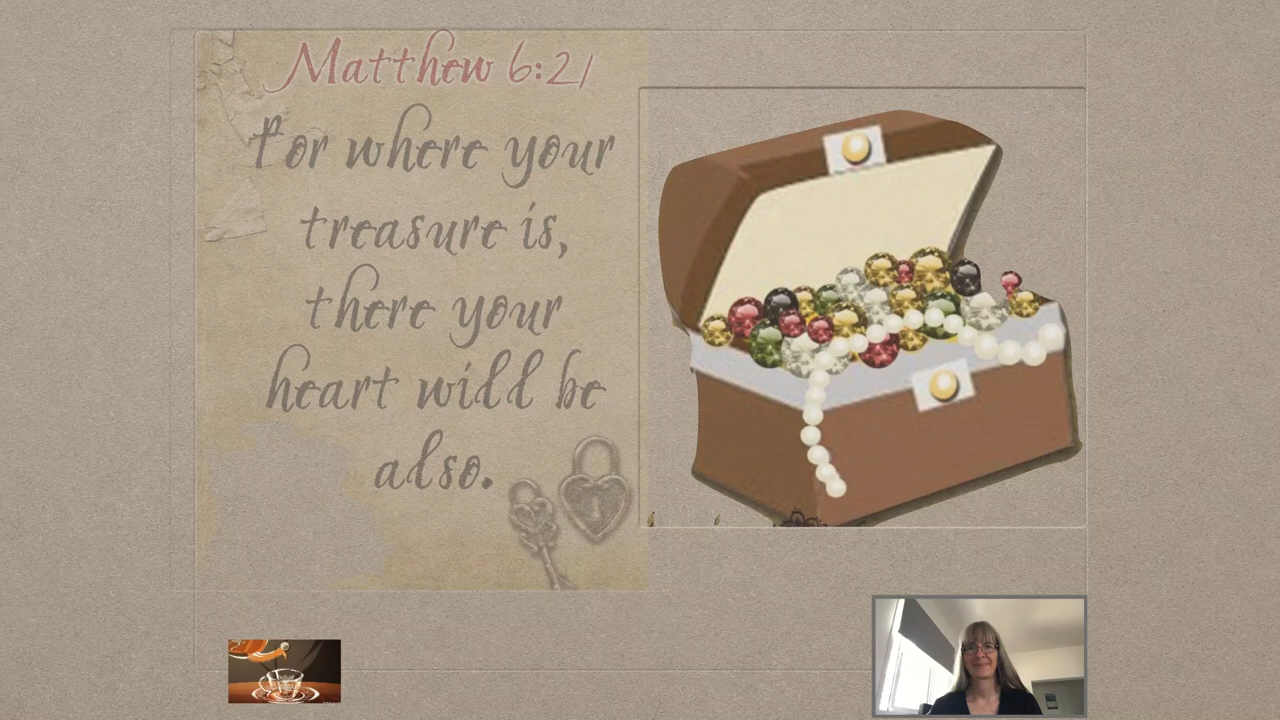 Matthew 6:21
For where your
treasure is,
there your
heart will be
also.